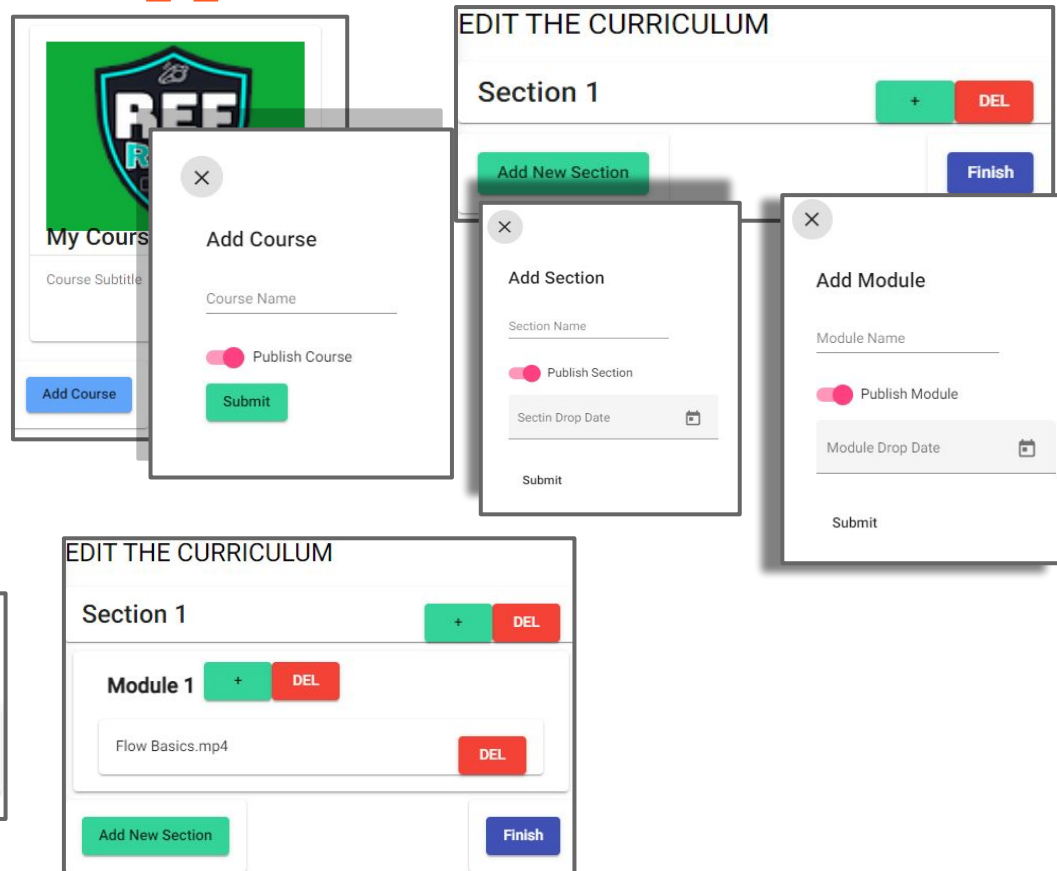 REF
My Cours
Course Subtitle
Add Course
Add Course
Course Name
Publish Course
Submit
EDIT THE CURRICULUM
Section 1
+
DEL
Add New Section
Finish
Add Section
Section Name
Publish Section
Sectin Drop Date
Submit
Add Module
Module Name
Publish Module
Module Drop Date
Submit
EDIT THE CURRICULUM
Section 1
+
DEL
Module 1
+
DEL
Flow Basics.mp4
DEL
Add New Section
Finish